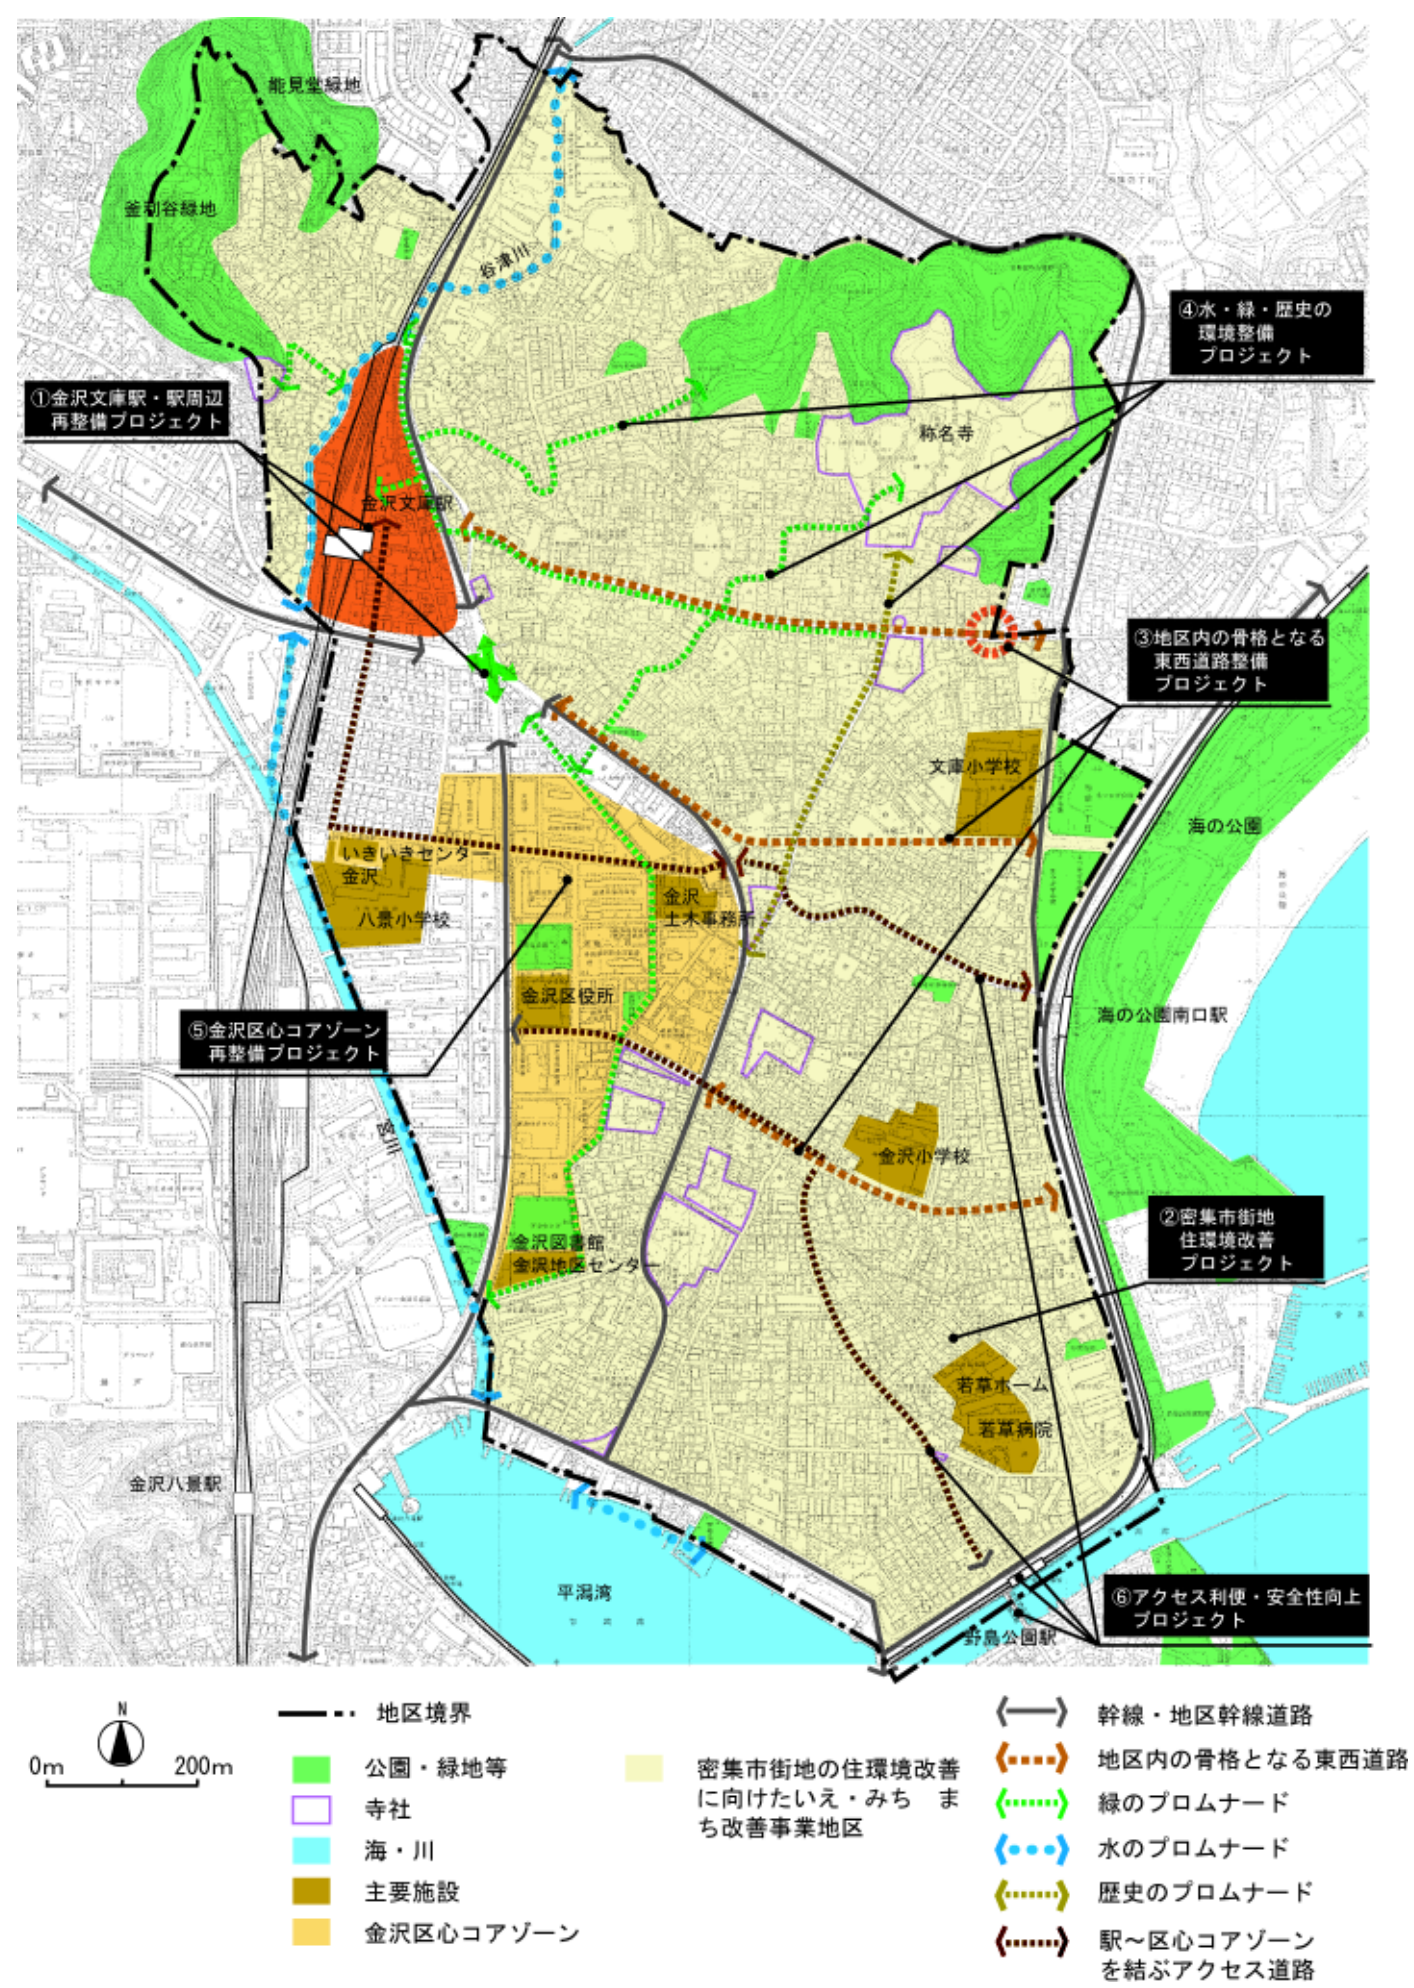 能見堂緑地
釜利谷緑地
谷津川
④水・緑・歴史の
環境整備
プロジェクト
①金沢文庫駅・駅周辺
再整備プロジェクト
称名寺
金沢文庫駅
③地区内の骨格となる
東西道路整備
プロジェクト
文庫小学校
海の公園
いきいきセンター
金沢
八景小学校
金沢
土木事務所
金沢区役所
海の公園南口駅
⑤金沢区心コアゾーン
再整備プロジェクト
宮川
金沢小学校
②密集市街地
住環境改善
プロジェクト
金沢図書館
金沢地区センター
若草ホーム
若草病院
金沢八景駅
平潟湾
⑥アクセス利便・安全性向上
プロジェクト
野島公園駅
N
0m 200m
地区境界
公園・緑地等
寺社
海・川
主要施設
金沢区心コアゾーン
密集市街地の住環境改善
に向けたいえ・みち ま
ち改善事業地区
幹線・地区幹線道路
地区内の骨格となる東西道路
緑のプロムナード
水のプロムナード
歴史のプロムナード
駅～区心コアゾーン
を結ぶアクセス道路